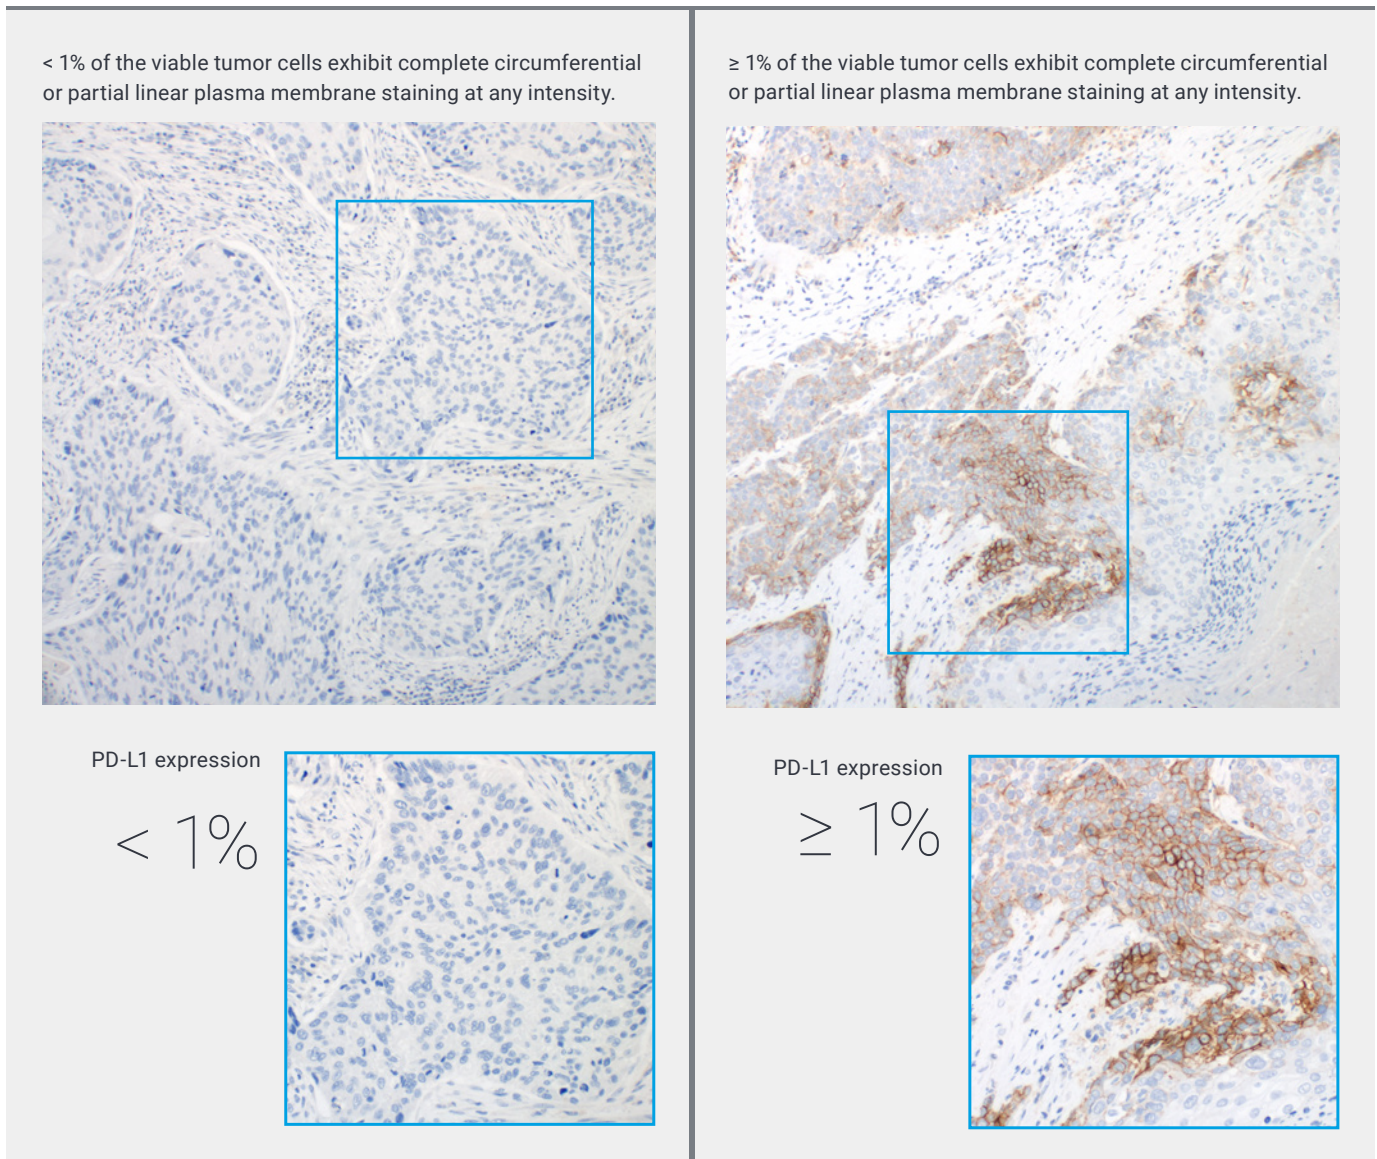 < 1% of the viable tumor cells exhibit complete circumferential
or partial linear plasma membrane staining at any intensity.
PD-L1 expression
< 1%
≥ 1% of the viable tumor cells exhibit complete circumferential
or partial linear plasma membrane staining at any intensity.
PD-L1 expression
≥ 1%